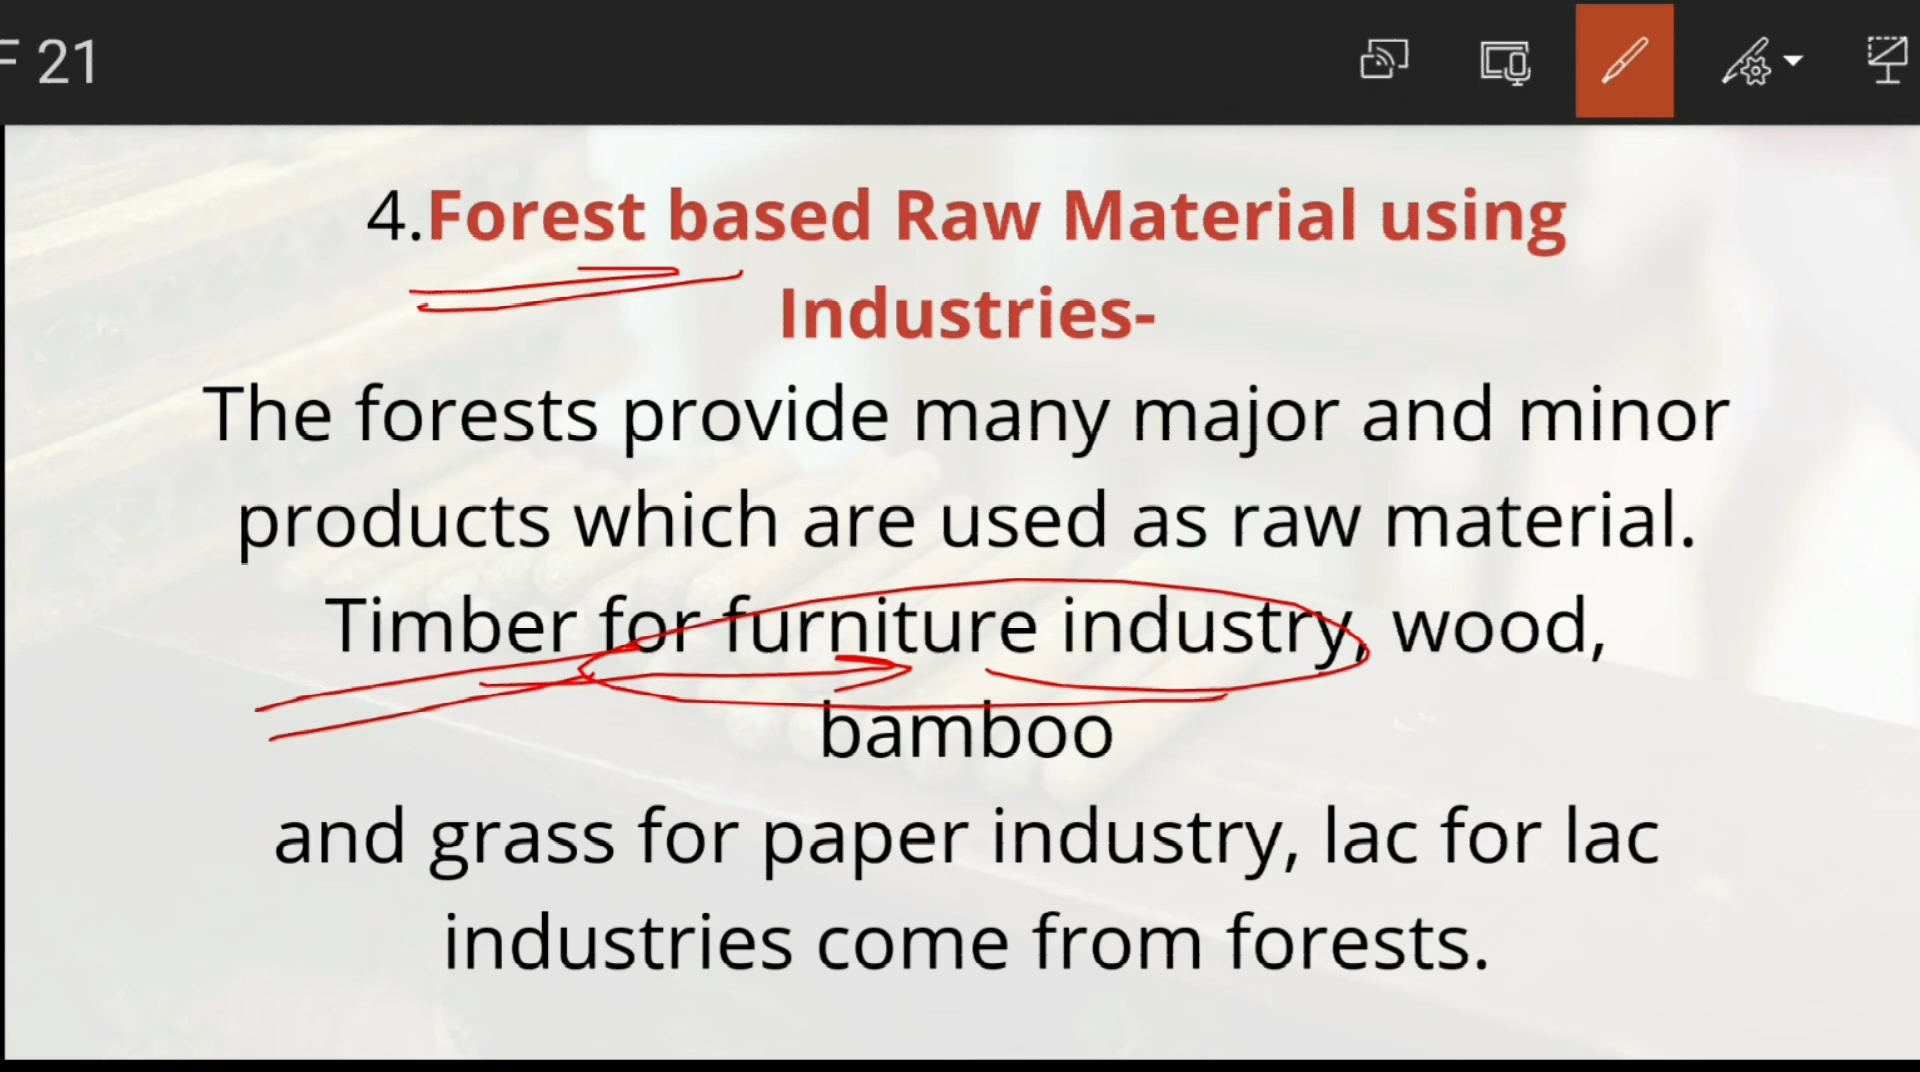 F 21
4.Forest based Raw Material using
Industries-
The forests provide many major and minor
products which are used as raw material.
Timber for furniture industry, wood,
bamboo
and grass for paper industry, lac for lac
industries come from forests.